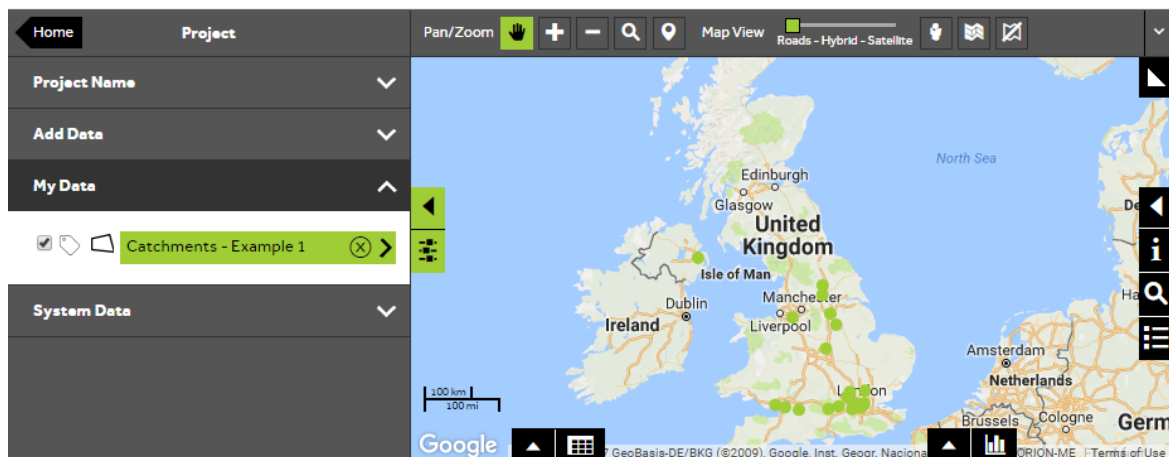 Home
Project
Pan/Zoom
Map View
Roads - Hybrid - Satellite
Project Name
Add Data
My Data
Catchments - Example 1
System Data
North Sea
Edinburgh
Glasgow
United
Kingdom
Isle of Man
Dublin
Manchester
Ireland
Liverpool
Amsterdam
Netherlands
London
Brussels
Cologne
Germ
100 km
100 mi
Google
7 GeoBasis-DE/BKG (©2009), Google, Inst. Geogr. Naciona
ORION-ME
Terms of Use